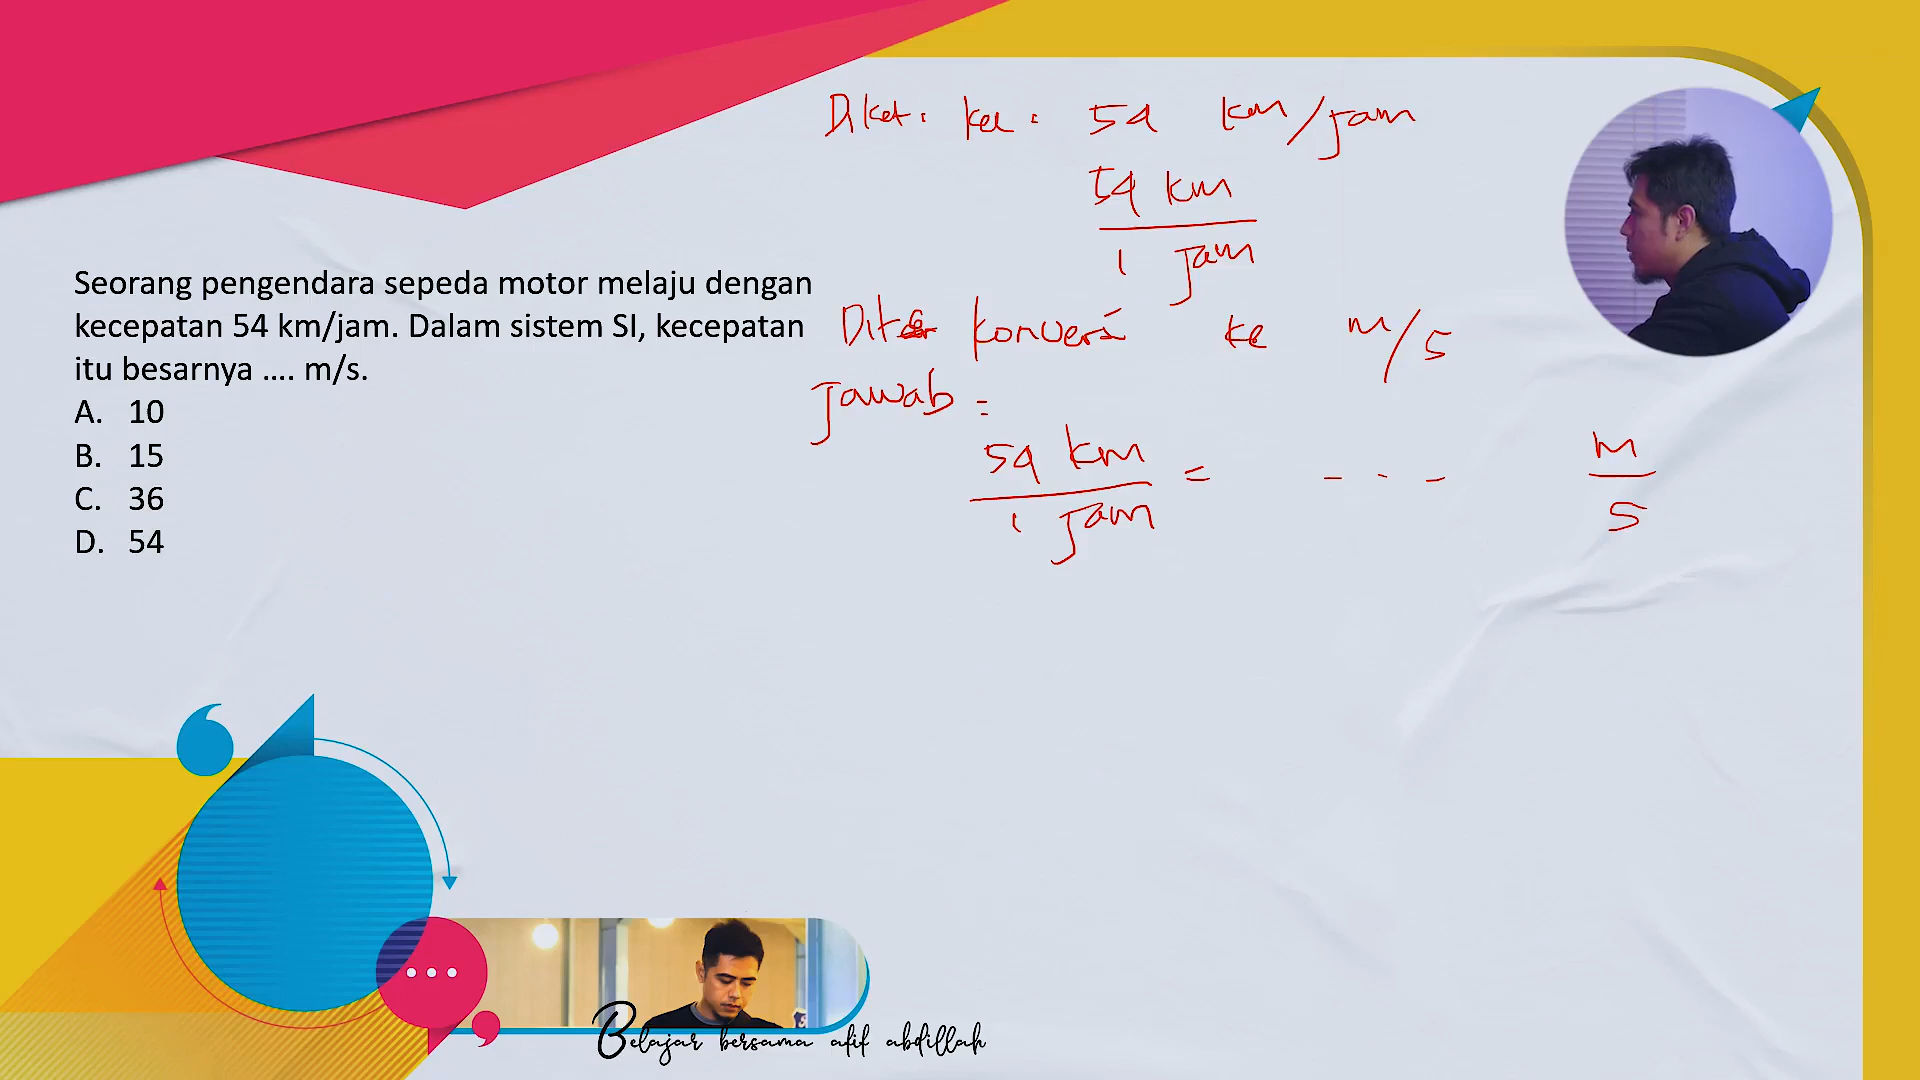 Seorang pengendara sepeda motor melaju dengan
kecepatan 54 km/jam. Dalam sistem SI, kecepatan
itu besarnya .... m/s.
A. 10
B. 15
C. 36
D. 54
Diket : kec : 54 km/jam
54 km
1 jam
Dit konversi ke m/s
Jawab =
54 km = - - - m
1 jam s
Belajar bersama afif abdillah